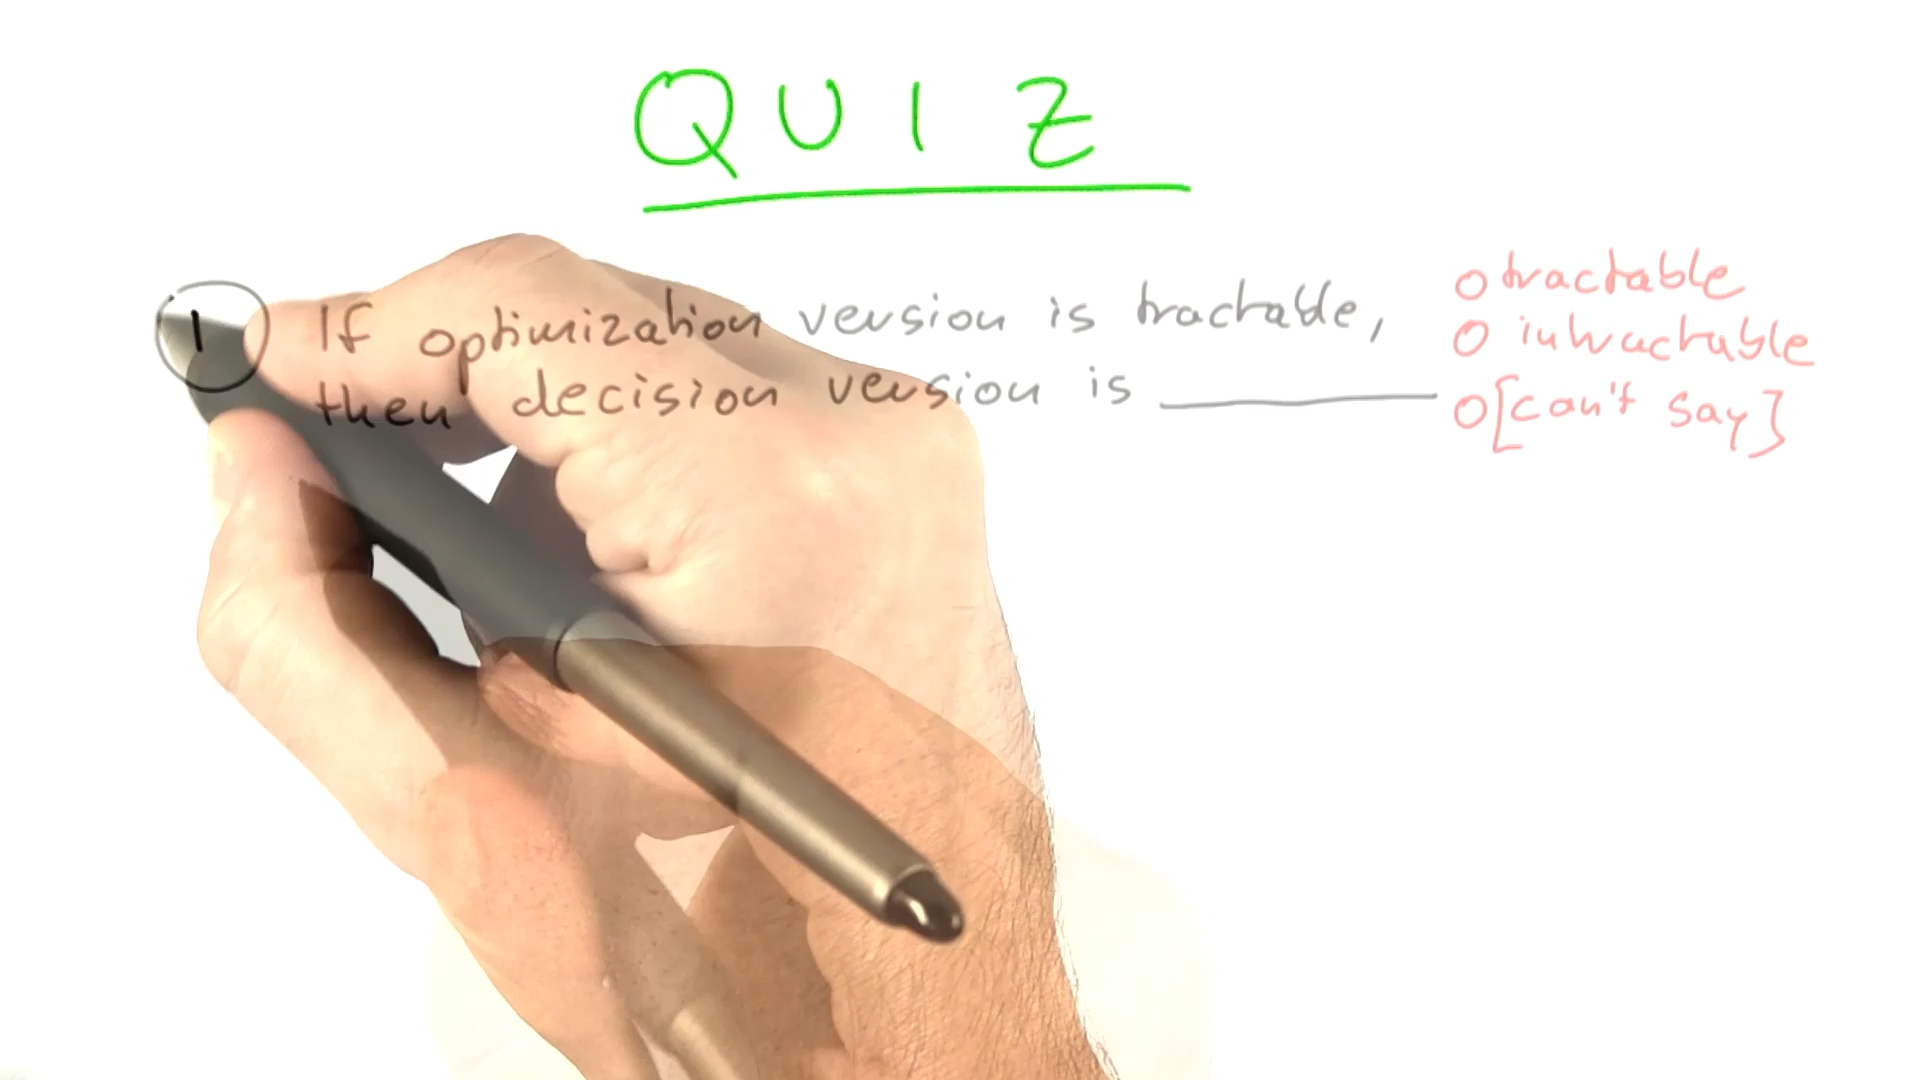 QUIZ
1 If optimization version is tractable,
then decision version is
o tractable
o intractable
o [can't say]